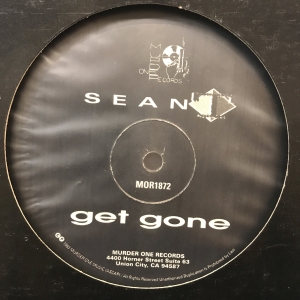 SEAN T
MOR1872
get gone
MURDER ONE RECORDS
4400 Horner Street Suite 63
Union City, CA 94587